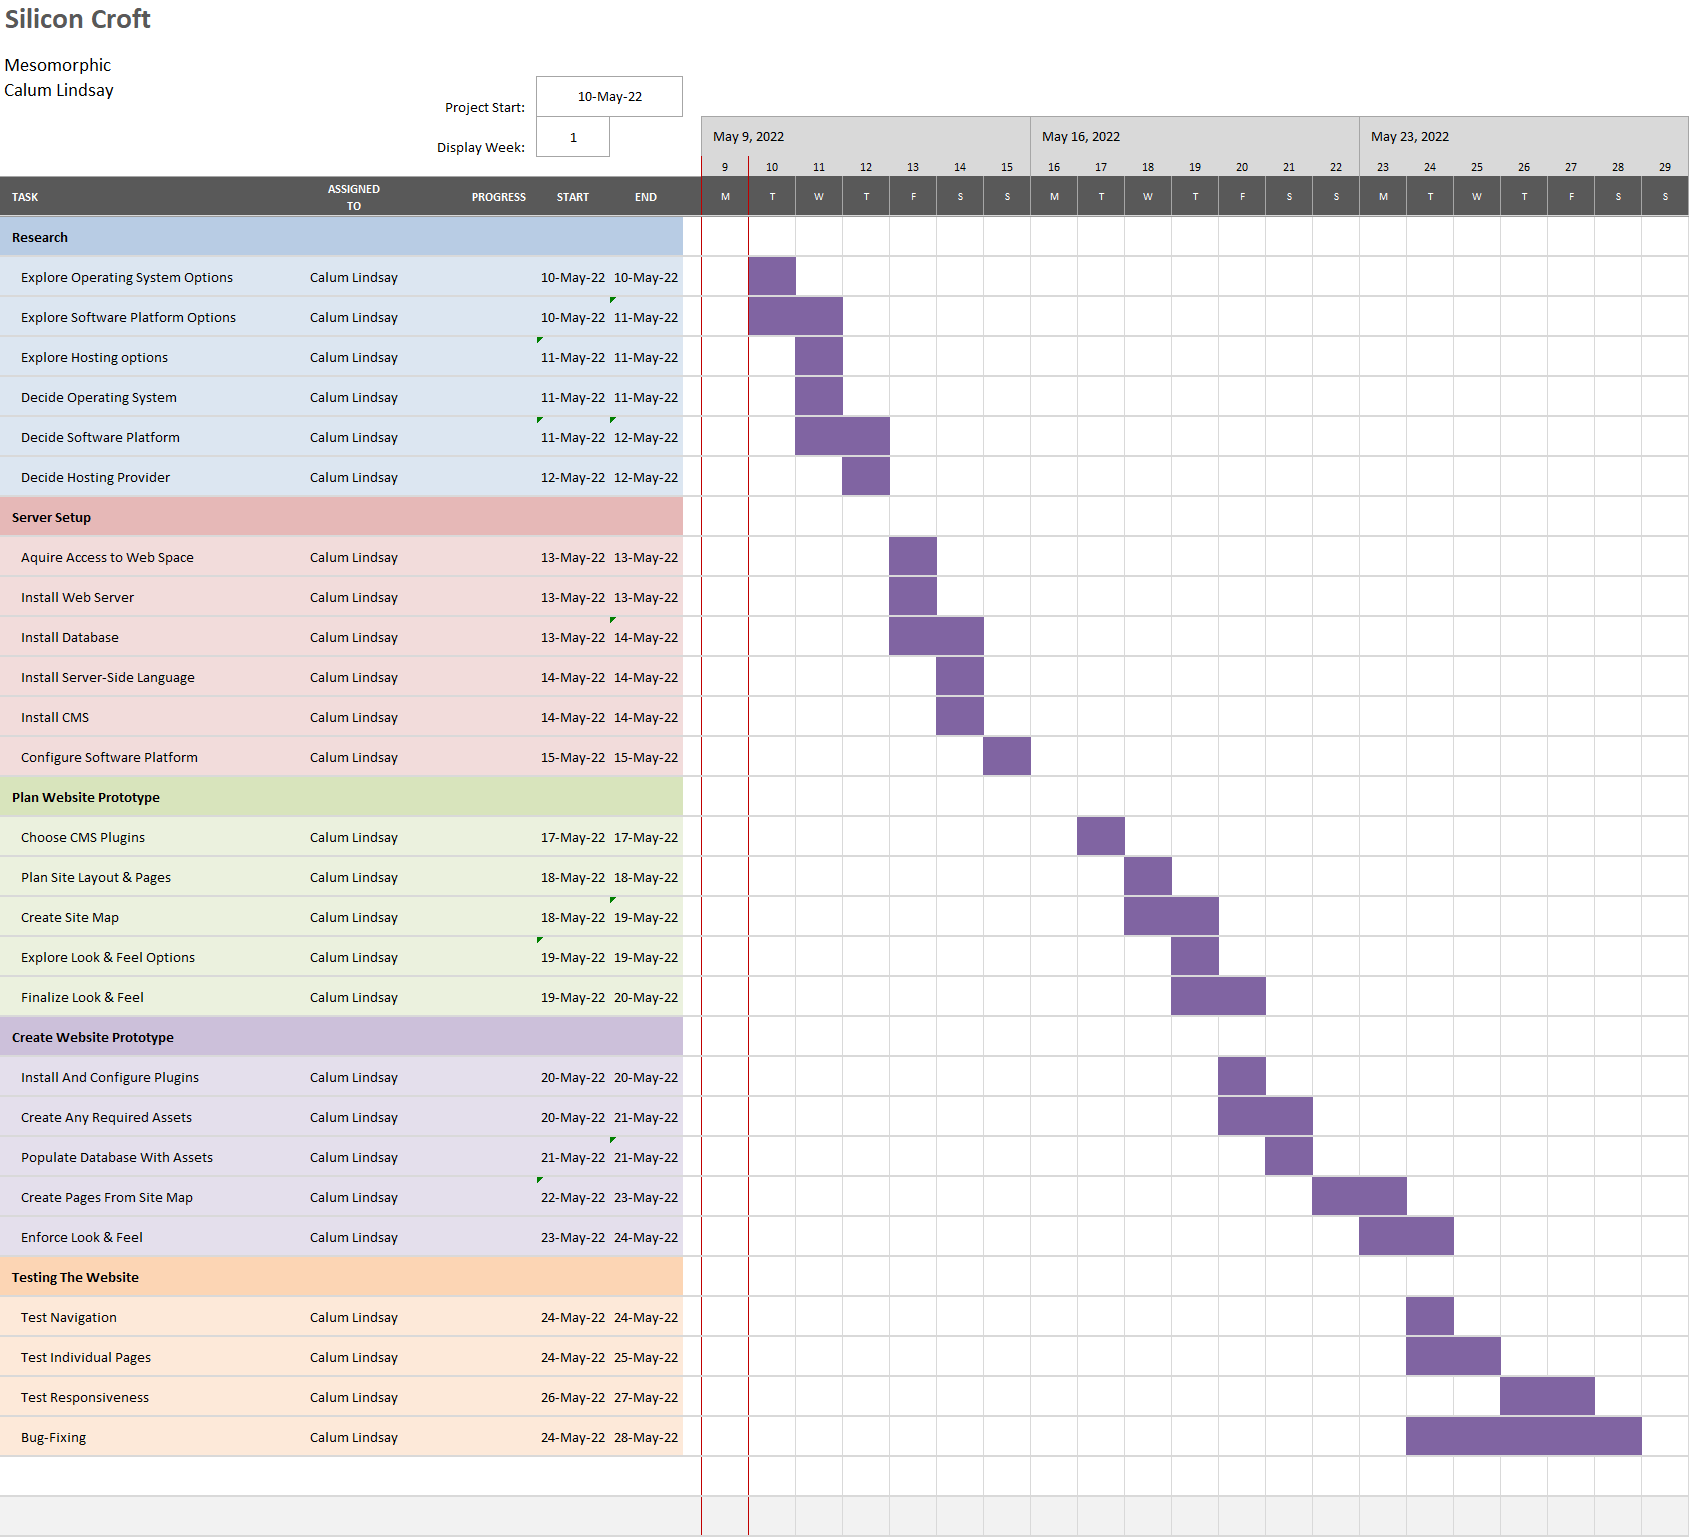 Silicon Croft
Mesomorphic
Calum Lindsay
Project Start: 10-May-22
Display Week: 1
May 9, 2022 May 16, 2022 May 23, 2022
9 10 11 12 13 14 15 16 17 18 19 20 21 22 23 24 25 26 27 28 29
TASK ASSIGNED TO PROGRESS START END M T W T F S S M T W T F S S M T W T F S S
Research
Explore Operating System Options Calum Lindsay 10-May-22 10-May-22
Explore Software Platform Options Calum Lindsay 10-May-22 11-May-22
Explore Hosting options Calum Lindsay 11-May-22 11-May-22
Decide Operating System Calum Lindsay 11-May-22 11-May-22
Decide Software Platform Calum Lindsay 11-May-22 12-May-22
Decide Hosting Provider Calum Lindsay 12-May-22 12-May-22
Server Setup
Aquire Access to Web Space Calum Lindsay 13-May-22 13-May-22
Install Web Server Calum Lindsay 13-May-22 13-May-22
Install Database Calum Lindsay 13-May-22 14-May-22
Install Server-Side Language Calum Lindsay 14-May-22 14-May-22
Install CMS Calum Lindsay 14-May-22 14-May-22
Configure Software Platform Calum Lindsay 15-May-22 15-May-22
Plan Website Prototype
Choose CMS Plugins Calum Lindsay 17-May-22 17-May-22
Plan Site Layout & Pages Calum Lindsay 18-May-22 18-May-22
Create Site Map Calum Lindsay 18-May-22 19-May-22
Explore Look & Feel Options Calum Lindsay 19-May-22 19-May-22
Finalize Look & Feel Calum Lindsay 19-May-22 20-May-22
Create Website Prototype
Install And Configure Plugins Calum Lindsay 20-May-22 20-May-22
Create Any Required Assets Calum Lindsay 20-May-22 21-May-22
Populate Database With Assets Calum Lindsay 21-May-22 21-May-22
Create Pages From Site Map Calum Lindsay 22-May-22 23-May-22
Enforce Look & Feel Calum Lindsay 23-May-22 24-May-22
Testing The Website
Test Navigation Calum Lindsay 24-May-22 24-May-22
Test Individual Pages Calum Lindsay 24-May-22 25-May-22
Test Responsiveness Calum Lindsay 26-May-22 27-May-22
Bug-Fixing Calum Lindsay 24-May-22 28-May-22